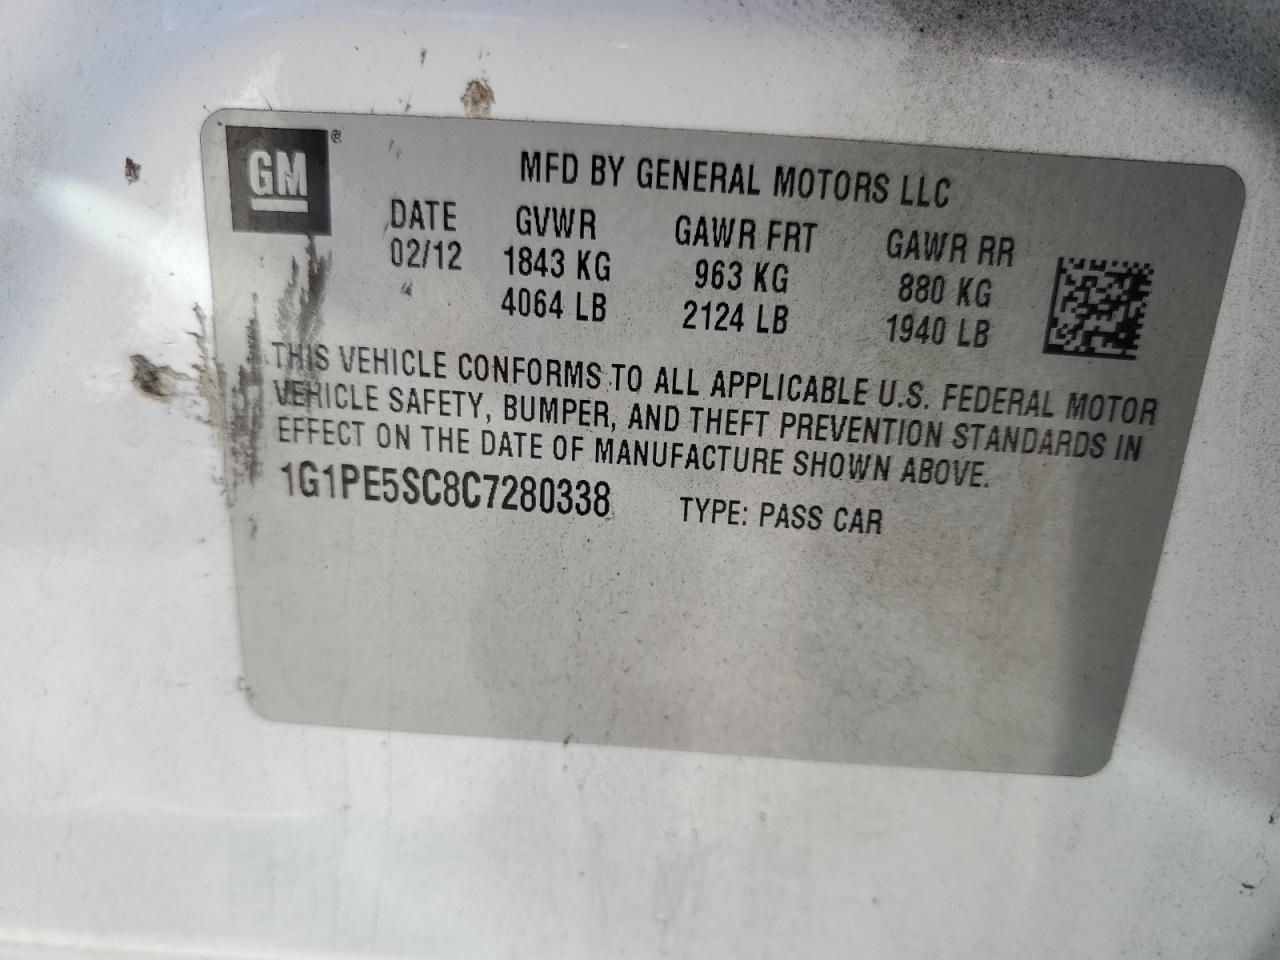 GM ®
MFD BY GENERAL MOTORS LLC
DATE GVWR GAWR FRT GAWR RR
02/12 1843 KG 963 KG 880 KG
4064 LB 2124 LB 1940 LB
THIS VEHICLE CONFORMS TO ALL APPLICABLE U.S. FEDERAL MOTOR
VEHICLE SAFETY, BUMPER, AND THEFT PREVENTION STANDARDS IN
EFFECT ON THE DATE OF MANUFACTURE SHOWN ABOVE.
1G1PE5SC8C7280338 TYPE: PASS CAR